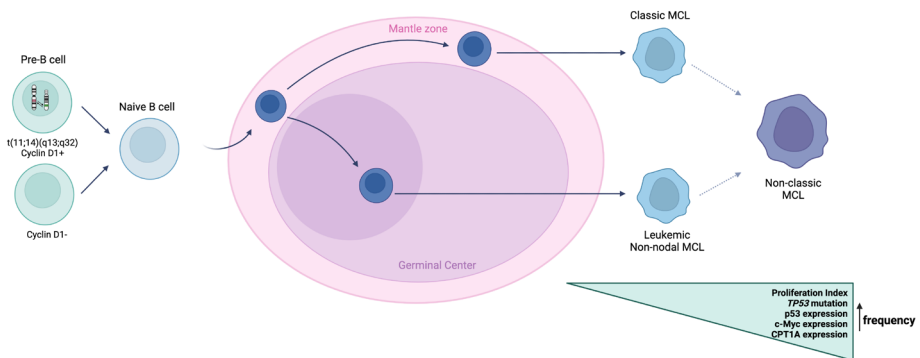 Classic MCL
Mantle zone
Pre-B cell
Naive B cell
t(11;14)(q13;q32)
Cyclin D1+
Non-classic
MCL
Cyclin D1-
Leukemic
Non-nodal MCL
Germinal Center
Proliferation Index
TP53 mutation
p53 expression
c-Myc expression
CPT1A expression
frequency